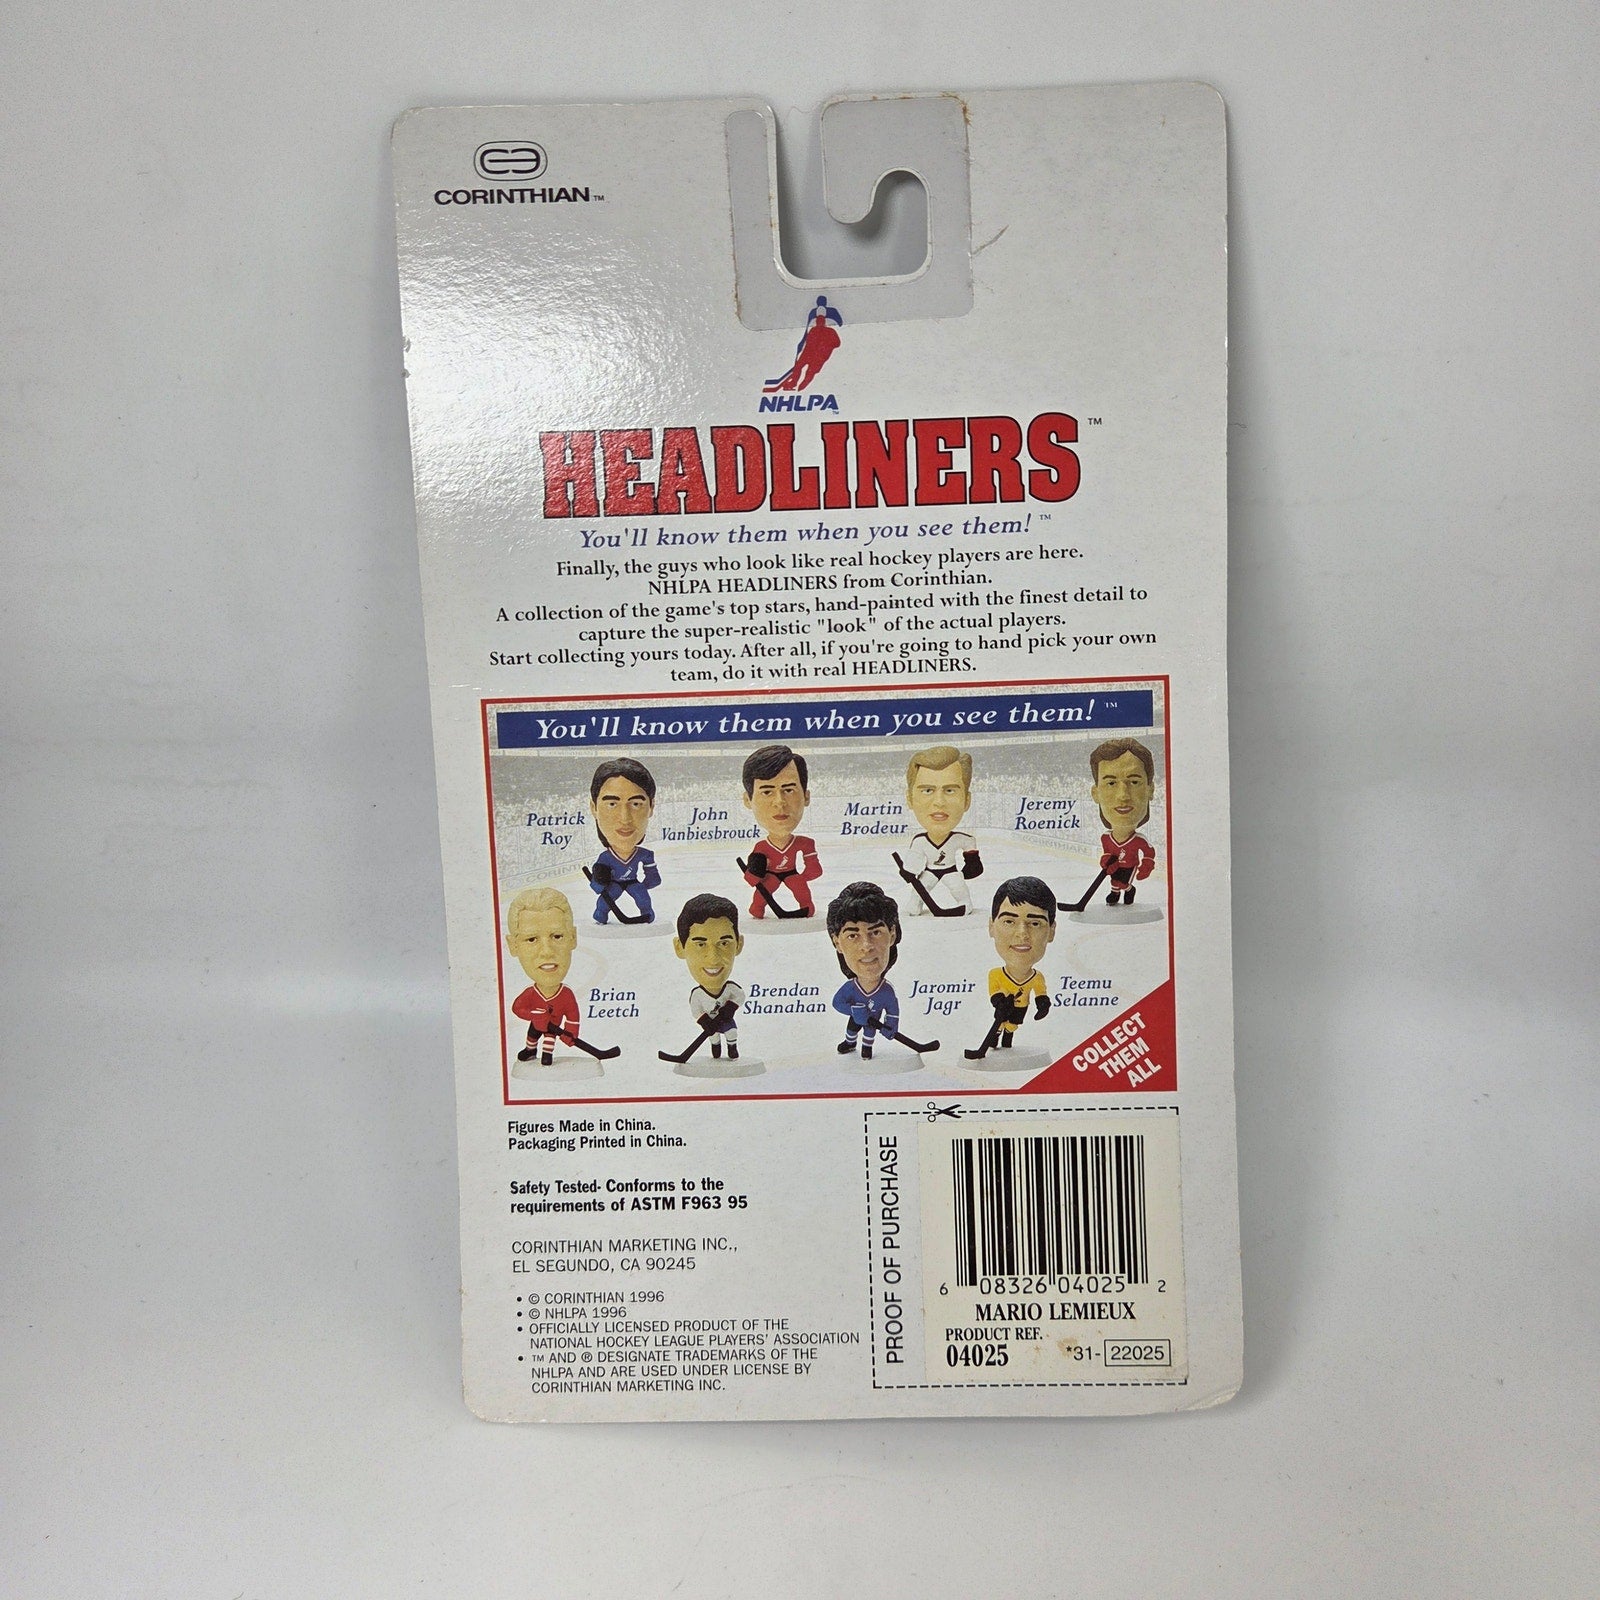 CORINTHIAN™
NHLPA™
HEADLINERS™
You'll know them when you see them! ™
Finally, the guys who look like real hockey players are here.
NHLPA HEADLINERS from Corinthian.
A collection of the game's top stars, hand-painted with the finest detail to
capture the super-realistic "look" of the actual players.
Start collecting yours today. After all, if you're going to hand pick your own
team, do it with real HEADLINERS.
You'll know them when you see them! ™
Patrick
Roy
John
Vanbiesbrouck
Martin
Brodeur
Jeremy
Roenick
Brian
Leetch
Brendan
Shanahan
Jaromir
Jagr
Teemu
Selanne
COLLECT
THEM
ALL
Figures Made in China.
Packaging Printed in China.
Safety Tested- Conforms to the
requirements of ASTM F963 95
CORINTHIAN MARKETING INC.,
EL SEGUNDO, CA 90245
• © CORINTHIAN 1996
• © NHLPA 1996
• OFFICIALLY LICENSED PRODUCT OF THE
NATIONAL HOCKEY LEAGUE PLAYERS' ASSOCIATION
• ™ AND ® DESIGNATE TRADEMARKS OF THE
NHLPA AND ARE USED UNDER LICENSE BY
CORINTHIAN MARKETING INC.
PROOF OF PURCHASE
6 08326 04025 2
MARIO LEMIEUX
PRODUCT REF.
04025 *31- 22025